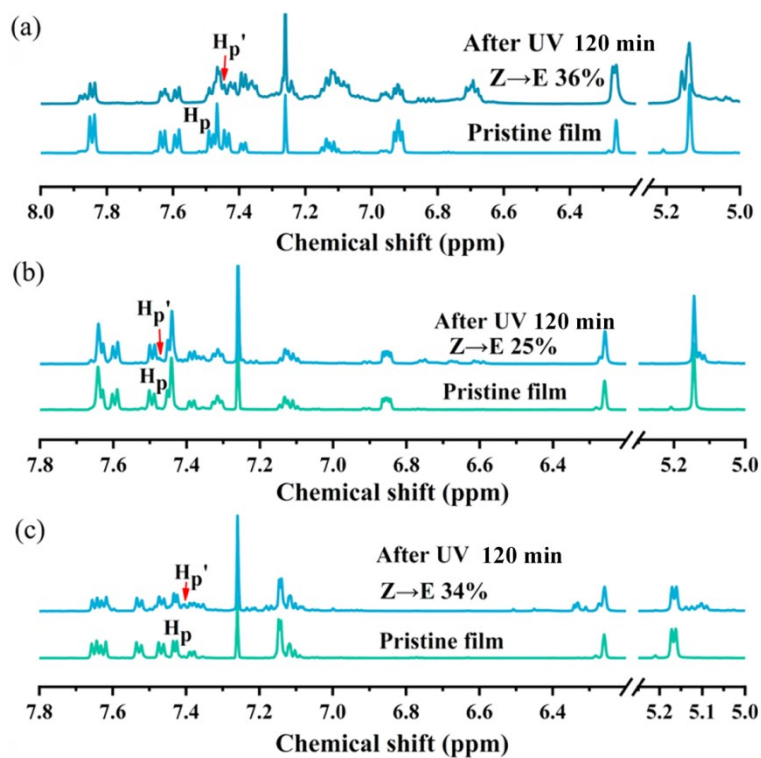 (a)
Hp'
After UV 120 min
Z→E 36%
Hp
Pristine film
8.0 7.8 7.6 7.4 7.2 7.0 6.8 6.6 6.4 5.2 5.0
Chemical shift (ppm)
(b)
Hp'
After UV 120 min
Z→E 25%
Hp
Pristine film
7.8 7.6 7.4 7.2 7.0 6.8 6.6 6.4 5.2 5.0
Chemical shift (ppm)
(c)
Hp'
After UV 120 min
Z→E 34%
Hp
Pristine film
7.8 7.6 7.4 7.2 7.0 6.8 6.6 6.4 5.2 5.1 5.0
Chemical shift (ppm)